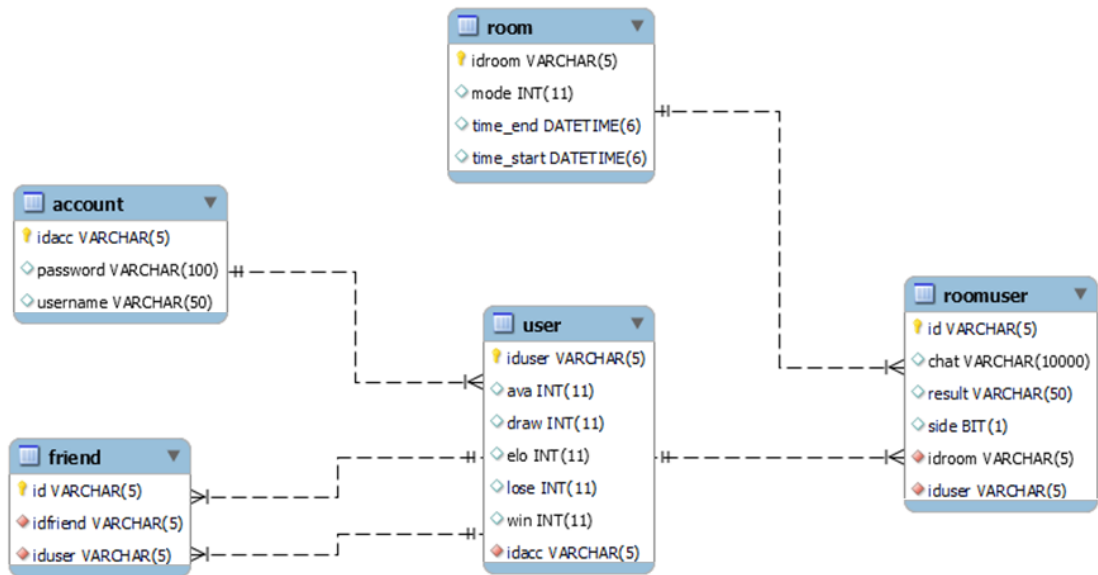 room
idroom VARCHAR(5)
mode INT(11)
time_end DATETIME(6)
time_start DATETIME(6)
account
idacc VARCHAR(5)
password VARCHAR(100)
username VARCHAR(50)
user
iduser VARCHAR(5)
ava INT(11)
draw INT(11)
elo INT(11)
lose INT(11)
win INT(11)
idacc VARCHAR(5)
roomuser
id VARCHAR(5)
chat VARCHAR(10000)
result VARCHAR(50)
side BIT(1)
idroom VARCHAR(5)
iduser VARCHAR(5)
friend
id VARCHAR(5)
idfriend VARCHAR(5)
iduser VARCHAR(5)